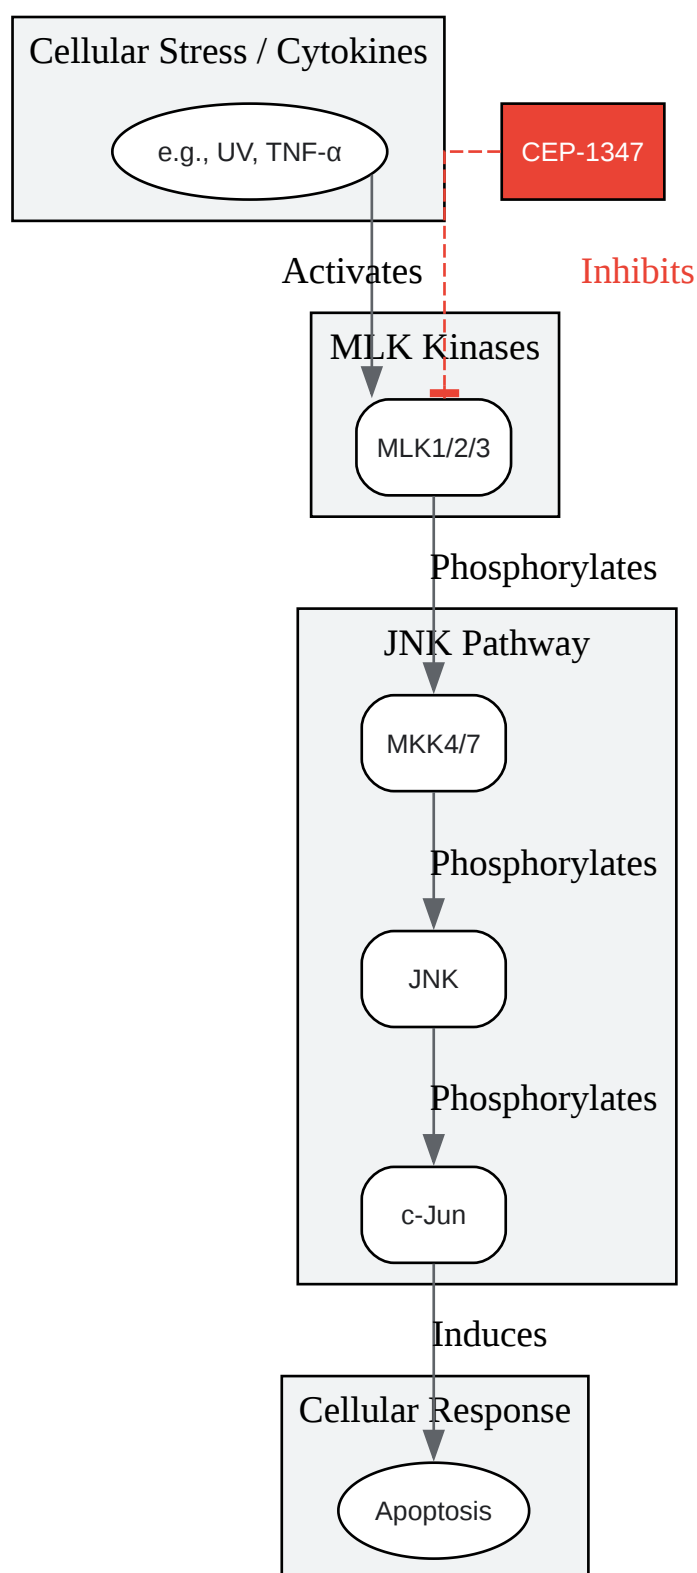 Cellular Stress / Cytokines
e.g., UV, TNF-α
CEP-1347
Activates
Inhibits
MLK Kinases
MLK1/2/3
Phosphorylates
JNK Pathway
MKK4/7
Phosphorylates
JNK
Phosphorylates
c-Jun
Induces
Cellular Response
Apoptosis